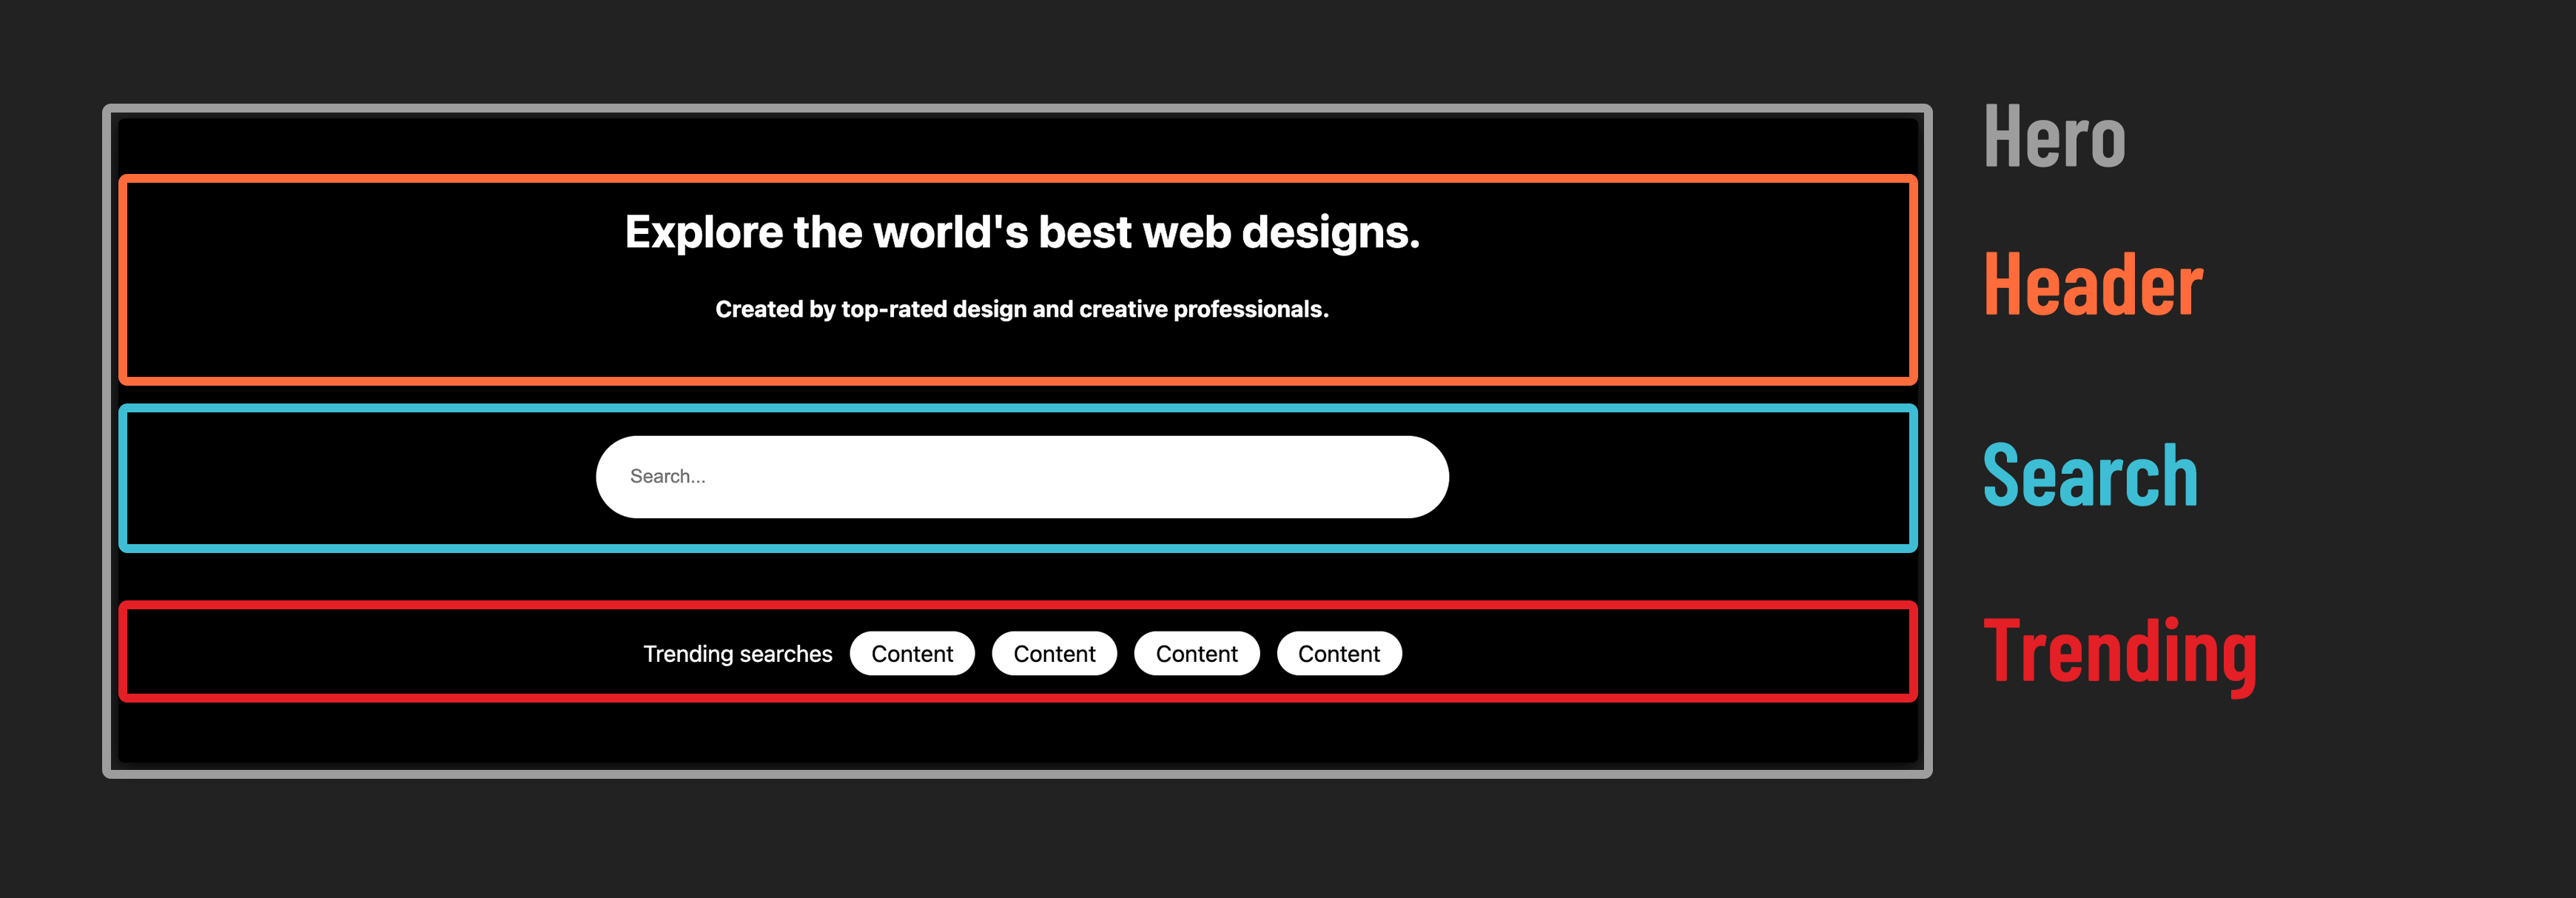 Hero
Explore the world's best web designs.
Created by top-rated design and creative professionals.
Header
Search...
Search
Trending searches Content Content Content Content
Trending